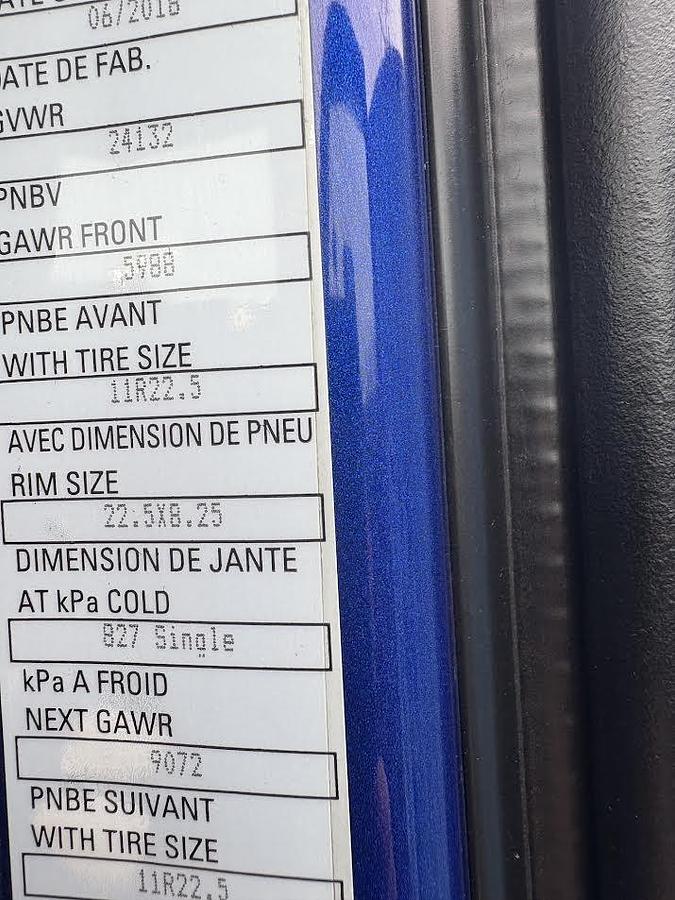 06/2018
DATE DE FAB.
GVWR
24132
PNBV
GAWR FRONT
5988
PNBE AVANT
WITH TIRE SIZE
11R22.5
AVEC DIMENSION DE PNEU
RIM SIZE
22.5X8.25
DIMENSION DE JANTE
AT kPa COLD
827 Single
kPa A FROID
NEXT GAWR
9072
PNBE SUIVANT
WITH TIRE SIZE
11R22.5